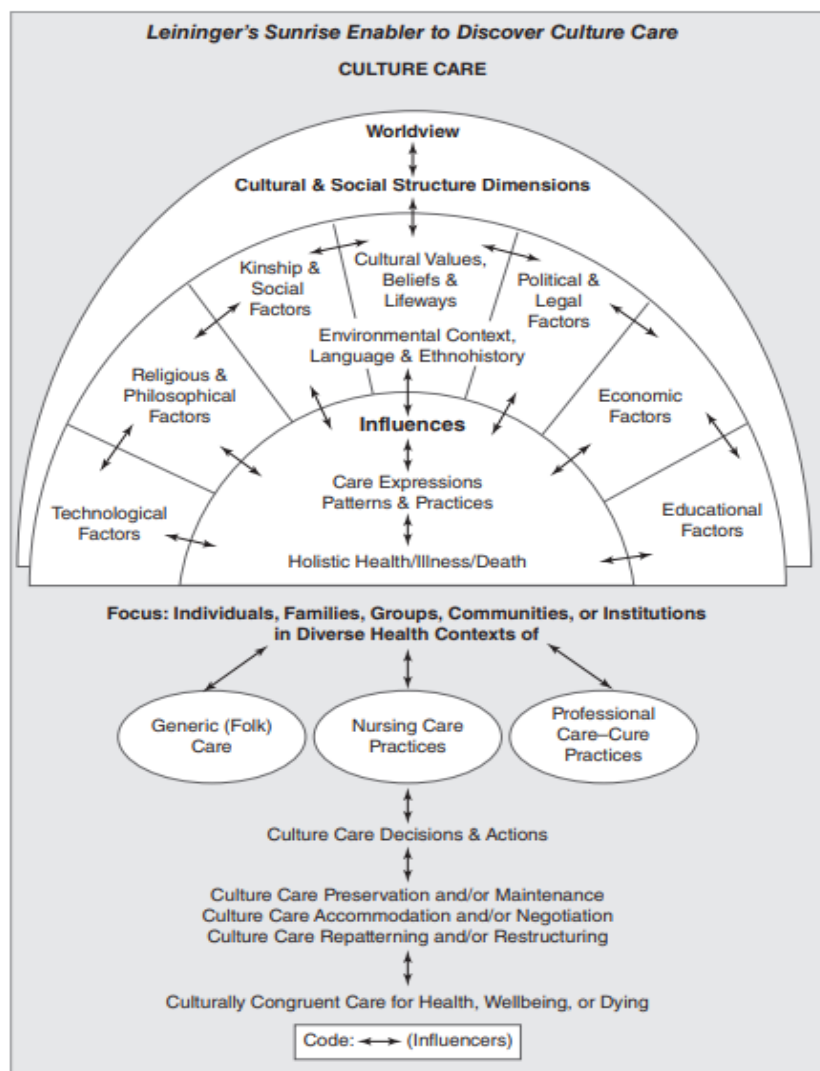 Leininger's Sunrise Enabler to Discover Culture Care
CULTURE CARE
Worldview
Cultural & Social Structure Dimensions
Kinship &
Social
Factors
Cultural Values,
Beliefs &
Lifeways
Political &
Legal
Factors
Environmental Context,
Language & Ethnohistory
Religious &
Philosophical
Factors
Economic
Factors
Influences
Care Expressions
Patterns & Practices
Technological
Factors
Educational
Factors
Holistic Health/Illness/Death
Focus: Individuals, Families, Groups, Communities, or Institutions
in Diverse Health Contexts of
Generic (Folk)
Care
Nursing Care
Practices
Professional
Care–Cure
Practices
Culture Care Decisions & Actions
Culture Care Preservation and/or Maintenance
Culture Care Accommodation and/or Negotiation
Culture Care Repatterning and/or Restructuring
Culturally Congruent Care for Health, Wellbeing, or Dying
Code: ↔ (Influencers)